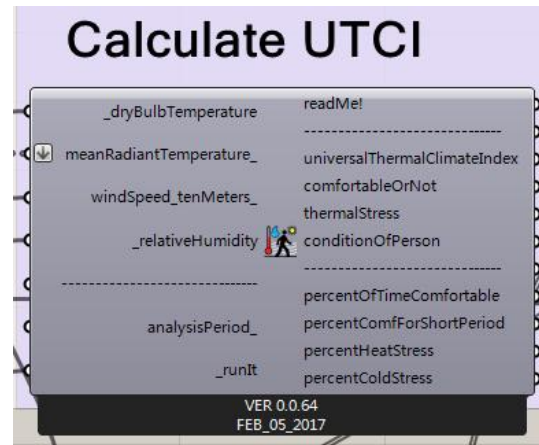 Calculate UTCI
_dryBulbTemperature
meanRadiantTemperature_
windSpeed_tenMeters_
_relativeHumidity
------------------------------
analysisPeriod_
_runIt
readMe!
------------------------------
universalThermalClimateIndex
comfortableOrNot
thermalStress
conditionOfPerson
------------------------------
percentOfTimeComfortable
percentComfForShortPeriod
percentHeatStress
percentColdStress
VER 0.0.64
FEB_05_2017